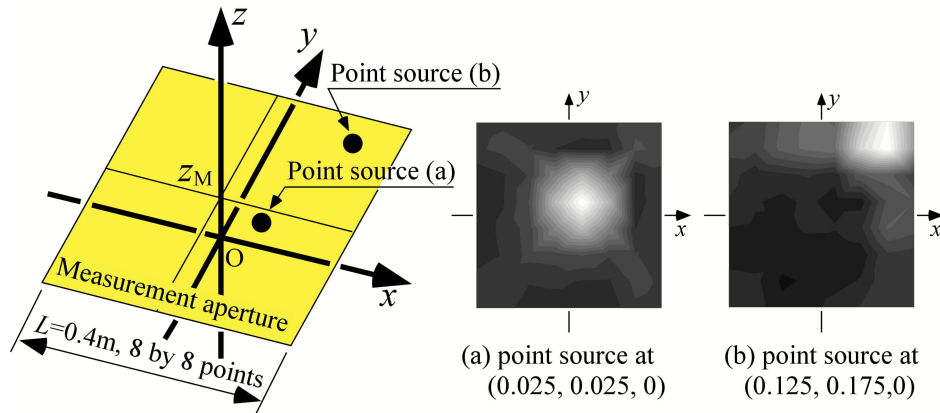 z
y
Point source (b)
z_M
Point source (a)
O
x
Measurement aperture
L=0.4m, 8 by 8 points
y
x
(a) point source at
(0.025, 0.025, 0)
y
x
(b) point source at
(0.125, 0.175,0)